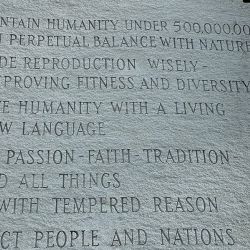 NTAIN HUMANITY UNDER 500,000,00
N PERPETUAL BALANCE WITH NATURE
DE REPRODUCTION WISELY-
PROVING FITNESS AND DIVERSITY
E HUMANITY WITH A LIVING
W LANGUAGE
PASSION-FAITH-TRADITION-
D ALL THINGS
WITH TEMPERED REASON
CT PEOPLE AND NATIONS